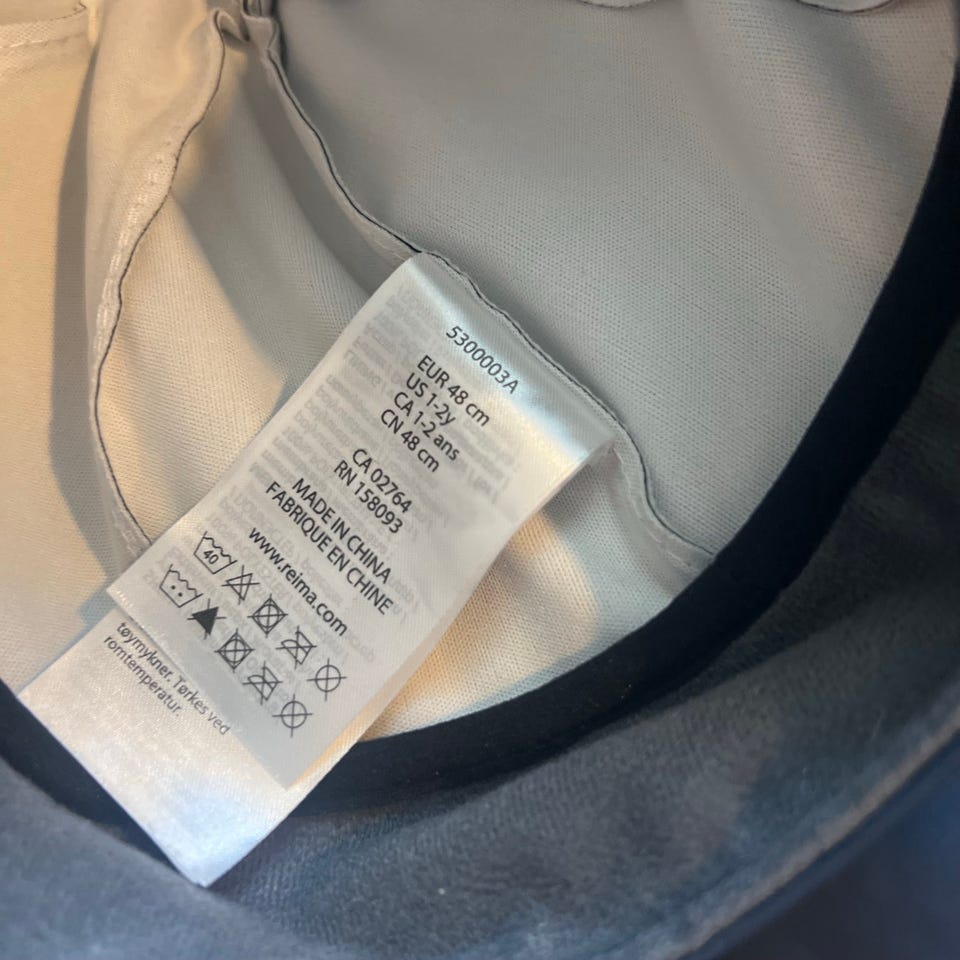 5300003A
EUR 48 cm
US 1-2y
CA 1-2 ans
CN 48 cm
CA 02764
RN 158093
MADE IN CHINA
FABRIQUE EN CHINE
www.reima.com
40
tøymykner. Tørkes ved
romtemperatur.